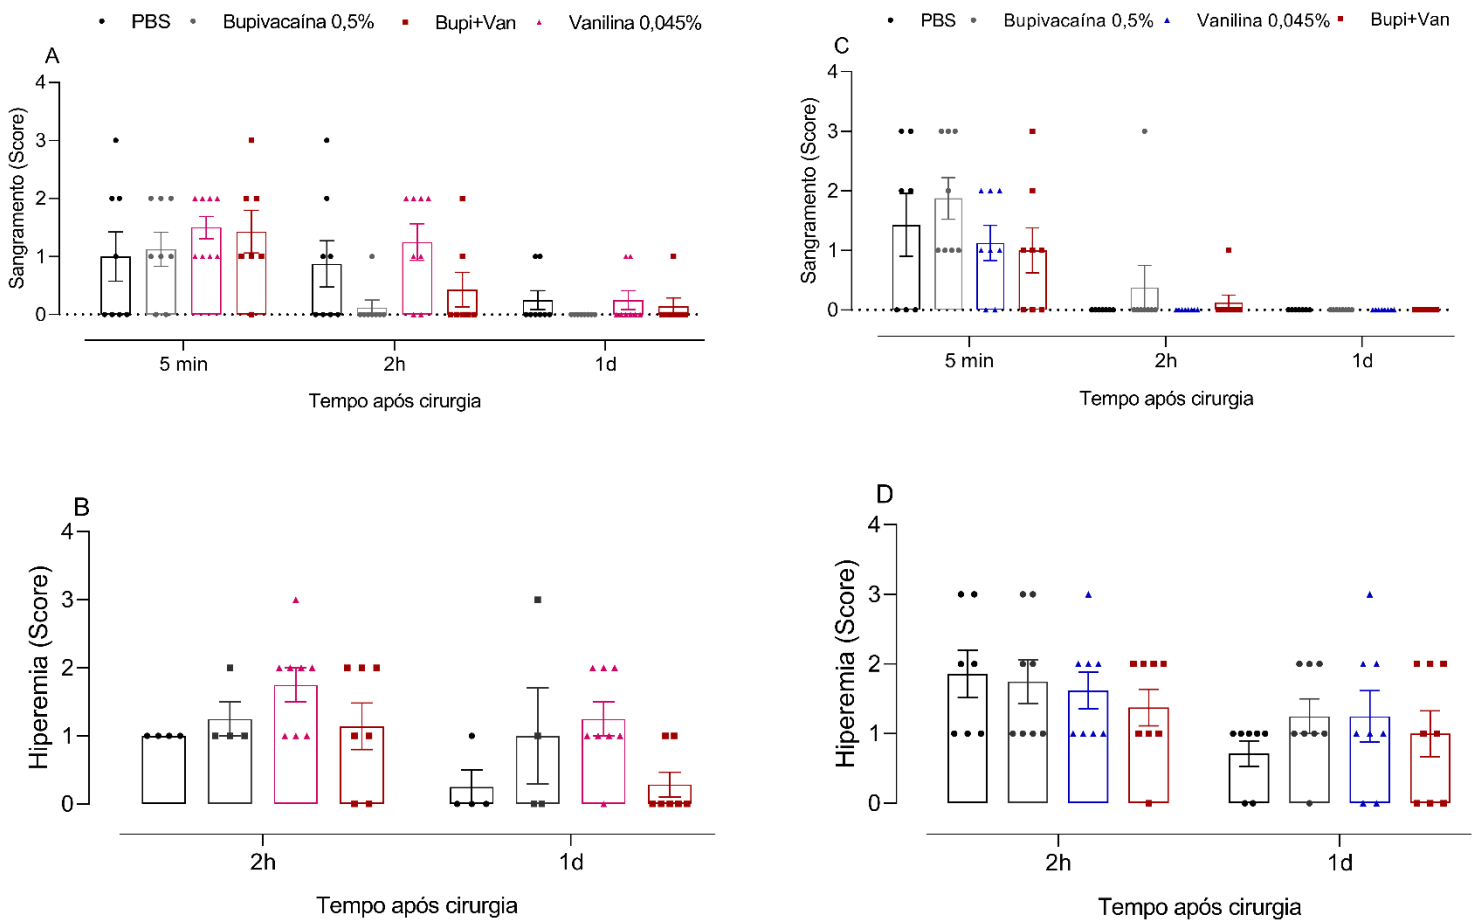 PBS Bupivacaína 0,5% Bupi+Van Vanilina 0,045%
A
Sangramento (Score)
4
3
2
1
0
5 min 2h 1d
Tempo após cirurgia
PBS Bupivacaína 0,5% Vanilina 0,045% Bupi+Van
C
Sangramento (Score)
4
3
2
1
0
5 min 2h 1d
Tempo após cirurgia
B
Hiperemia (Score)
4
3
2
1
0
2h 1d
Tempo após cirurgia
D
Hiperemia (Score)
4
3
2
1
0
2h 1d
Tempo após cirurgia